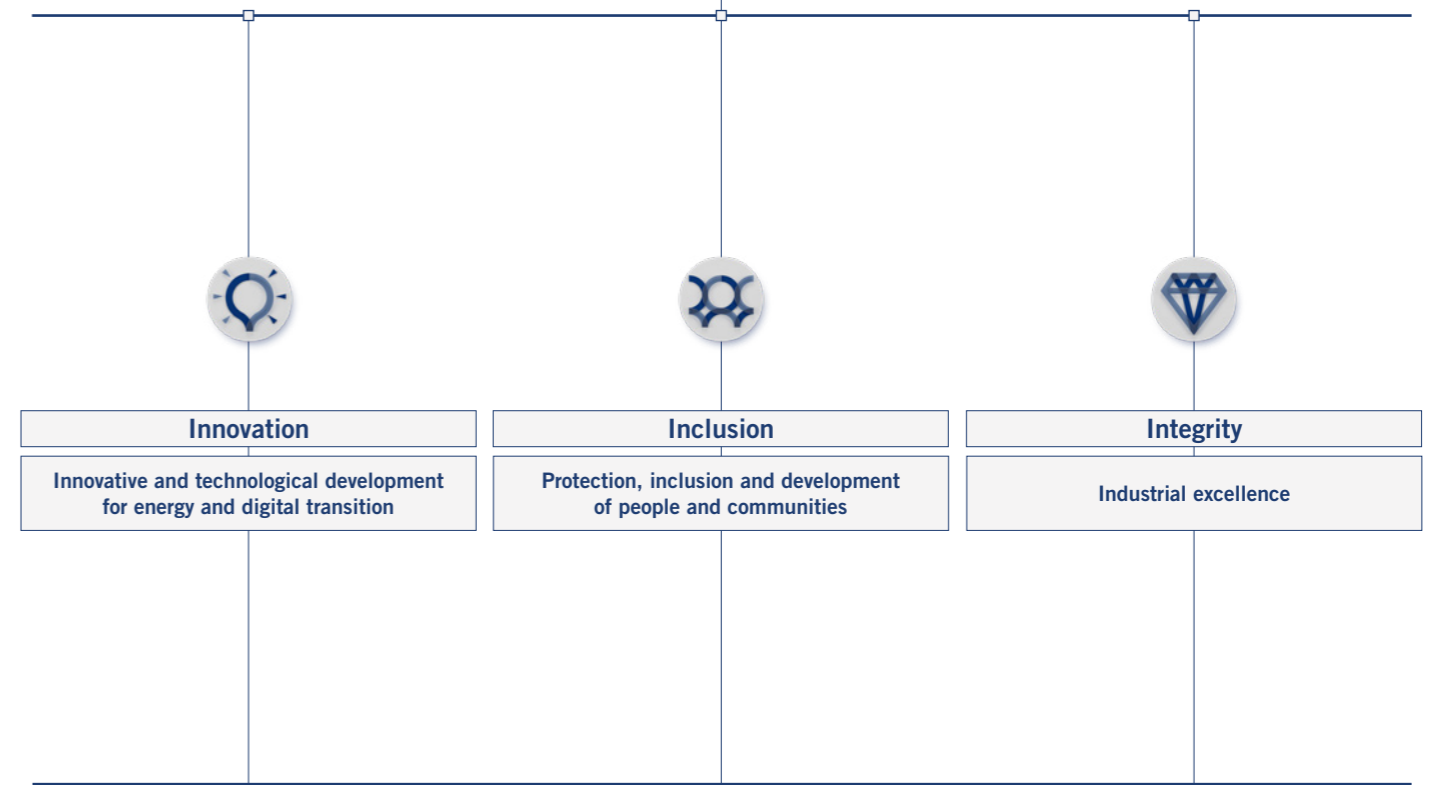 Innovation
Innovative and technological development
for energy and digital transition
Inclusion
Protection, inclusion and development
of people and communities
Integrity
Industrial excellence